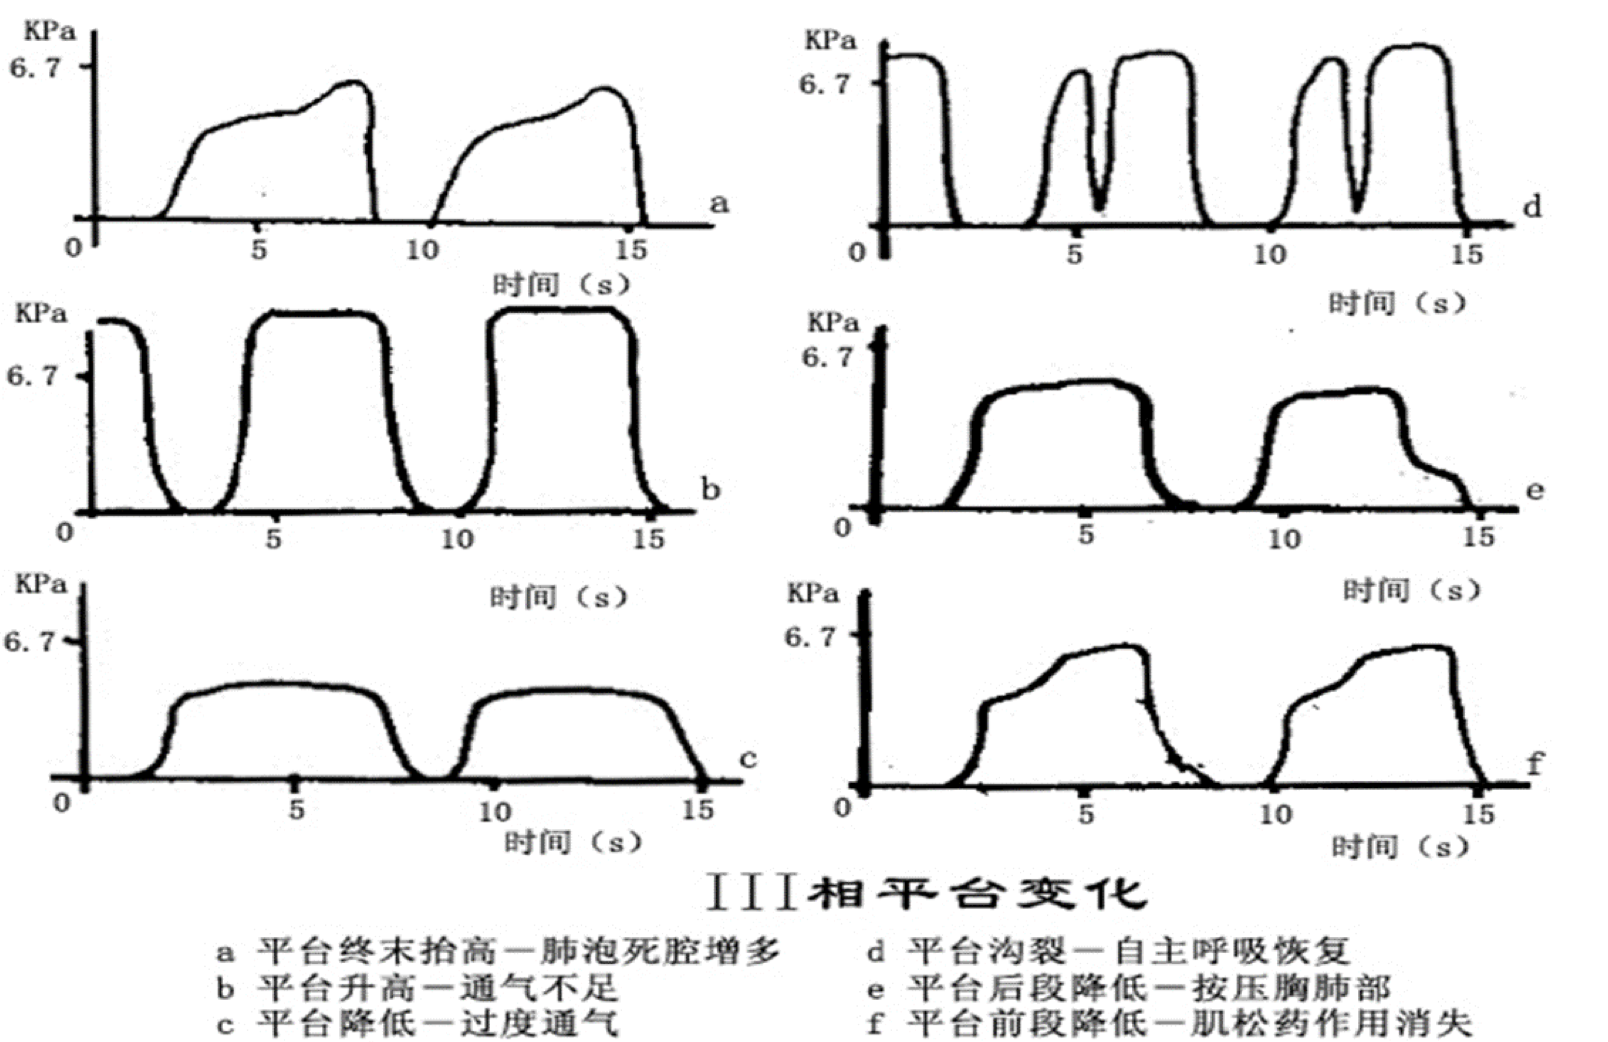 KPa
6.7
a
0
5
10
15
时间（s）
KPa
6.7
d
0
5
10
15
时间（s）
KPa
6.7
b
0
5
10
15
时间（s）
KPa
6.7
e
0
5
10
15
时间（s）
KPa
6.7
c
0
5
10
15
时间（s）
KPa
6.7
f
0
5
10
15
时间（s）
III相平台变化
a 平台终末抬高－肺泡死腔增多
b 平台升高－通气不足
c 平台降低－过度通气
d 平台沟裂－自主呼吸恢复
e 平台后段降低－按压胸肺部
f 平台前段降低－肌松药作用消失